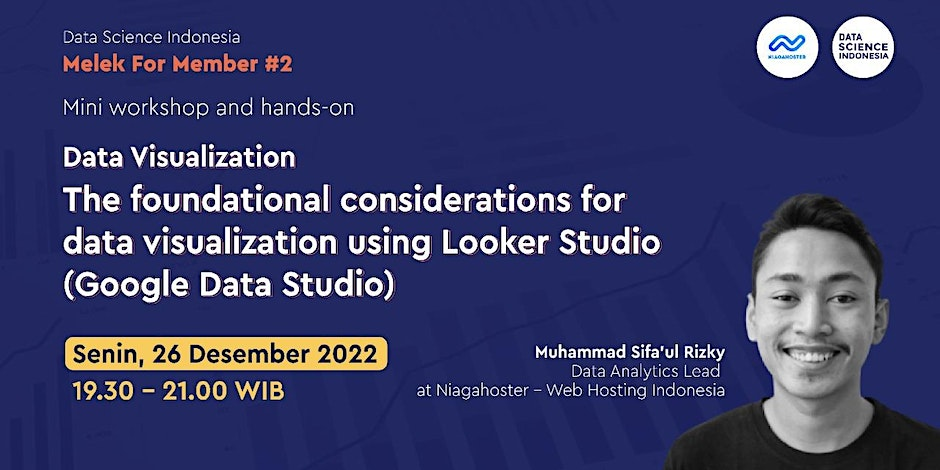 Data Science Indonesia
Melek For Member #2
Mini workshop and hands-on
Data Visualization
The foundational considerations for
data visualization using Looker Studio
(Google Data Studio)
Senin, 26 Desember 2022
19.30 – 21.00 WIB
NIAGAHOSTER
DATA
SCIENCE
INDONESIA
Muhammad Sifa'ul Rizky
Data Analytics Lead
at Niagahoster – Web Hosting Indonesia